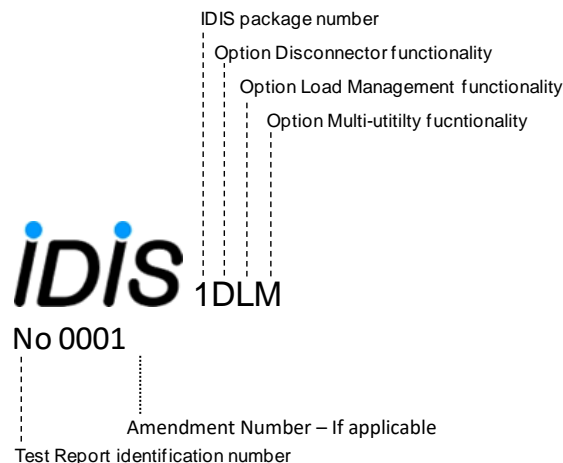 IDIS package number
Option Disconnector functionality
Option Load Management functionality
Option Multi-utitilty fucntionality
iDiS 1DLM
No 0001
Amendment Number – If applicable
Test Report identification number